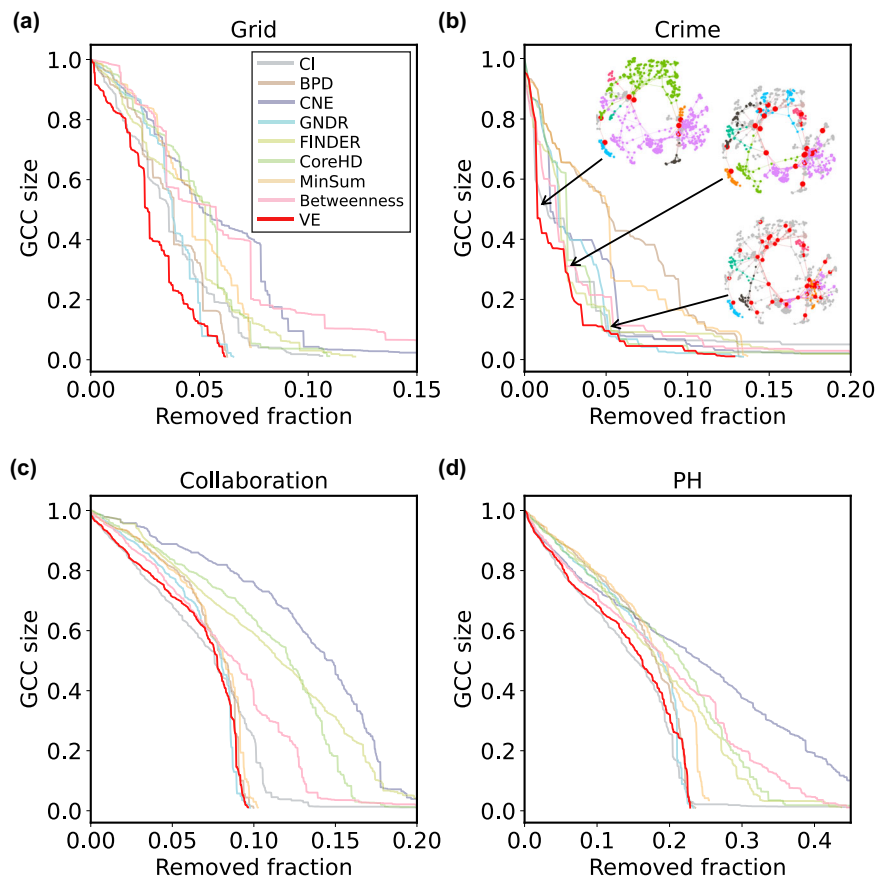 (a)
Grid
GCC size
1.0
0.8
0.6
0.4
0.2
0.0
CI
BPD
CNE
GNDR
FINDER
CoreHD
MinSum
Betweenness
VE
0.00 0.05 0.10 0.15
Removed fraction
(b)
Crime
GCC size
1.0
0.8
0.6
0.4
0.2
0.0
0.00 0.05 0.10 0.15 0.20
Removed fraction
(c)
Collaboration
GCC size
1.0
0.8
0.6
0.4
0.2
0.0
0.00 0.05 0.10 0.15 0.20
Removed fraction
(d)
PH
GCC size
1.0
0.8
0.6
0.4
0.2
0.0
0.0 0.1 0.2 0.3 0.4
Removed fraction